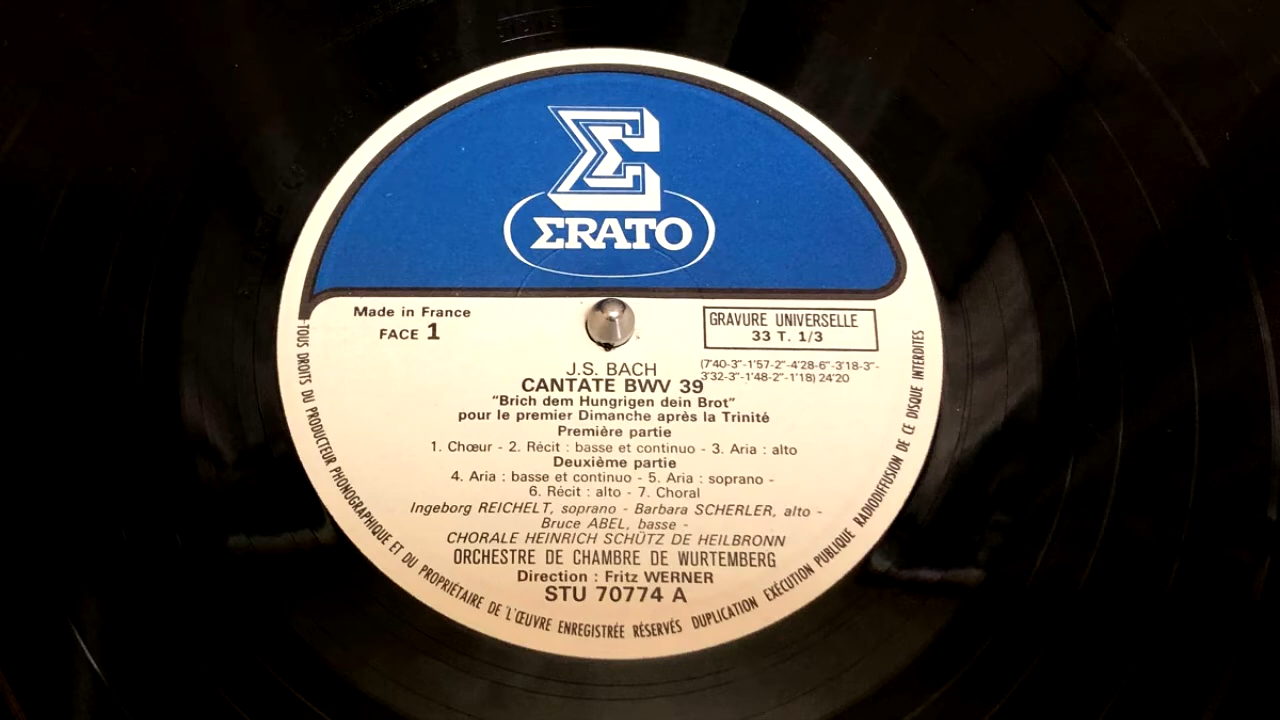 Σ
ΣRATO
Made in France
FACE 1
GRAVURE UNIVERSELLE
33 T. 1/3
J.S. BACH
(7'40-3"-1'57-2"-4'28-6"-3'18-3"-
3'32-3"-1'48-2"-1'18) 24'20
CANTATE BWV 39
"Brich dem Hungrigen dein Brot"
pour le premier Dimanche après la Trinité
Première partie
1. Chœur - 2. Récit : basse et continuo - 3. Aria : alto
Deuxième partie
4. Aria : basse et continuo - 5. Aria : soprano -
6. Récit : alto - 7. Choral
Ingeborg REICHELT, soprano - Barbara SCHERLER, alto -
Bruce ABEL, basse -
CHORALE HEINRICH SCHÜTZ DE HEILBRONN
ORCHESTRE DE CHAMBRE DE WURTEMBERG
Direction : Fritz WERNER
STU 70774 A
TOUS DROITS DU PRODUCTEUR PHONOGRAPHIQUE ET DU PROPRIÉTAIRE DE L'ŒUVRE ENREGISTRÉE RÉSERVÉS DUPLICATION EXÉCUTION PUBLIQUE RADIODIFFUSION DE CE DISQUE INTERDITES